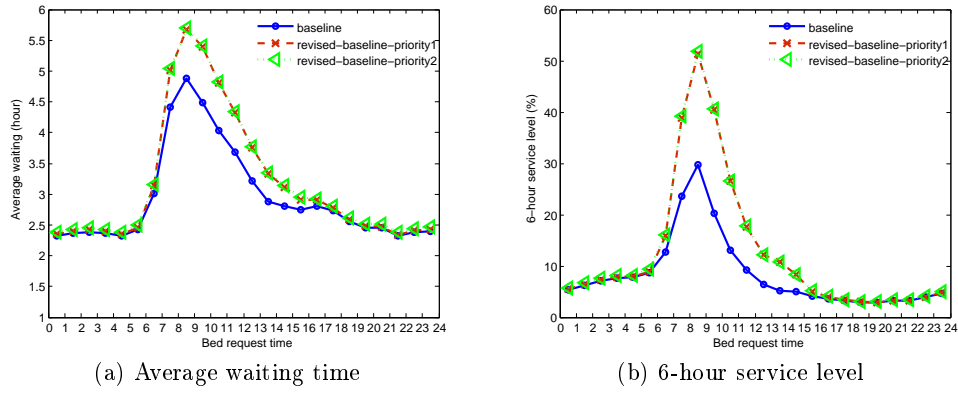 6
5.5
5
4.5
4
3.5
3
2.5
2
1.5
1
Average waiting (hour)
baseline
revised−baseline−priority1
revised−baseline−priority2
0 1 2 3 4 5 6 7 8 9 10 11 12 13 14 15 16 17 18 19 20 21 22 23 24
Bed request time
(a) Average waiting time
60
50
40
30
20
10
0
6−hour service level (%)
baseline
revised−baseline−priority1
revised−baseline−priority2
0 1 2 3 4 5 6 7 8 9 10 11 12 13 14 15 16 17 18 19 20 21 22 23 24
Bed request time
(b) 6-hour service level